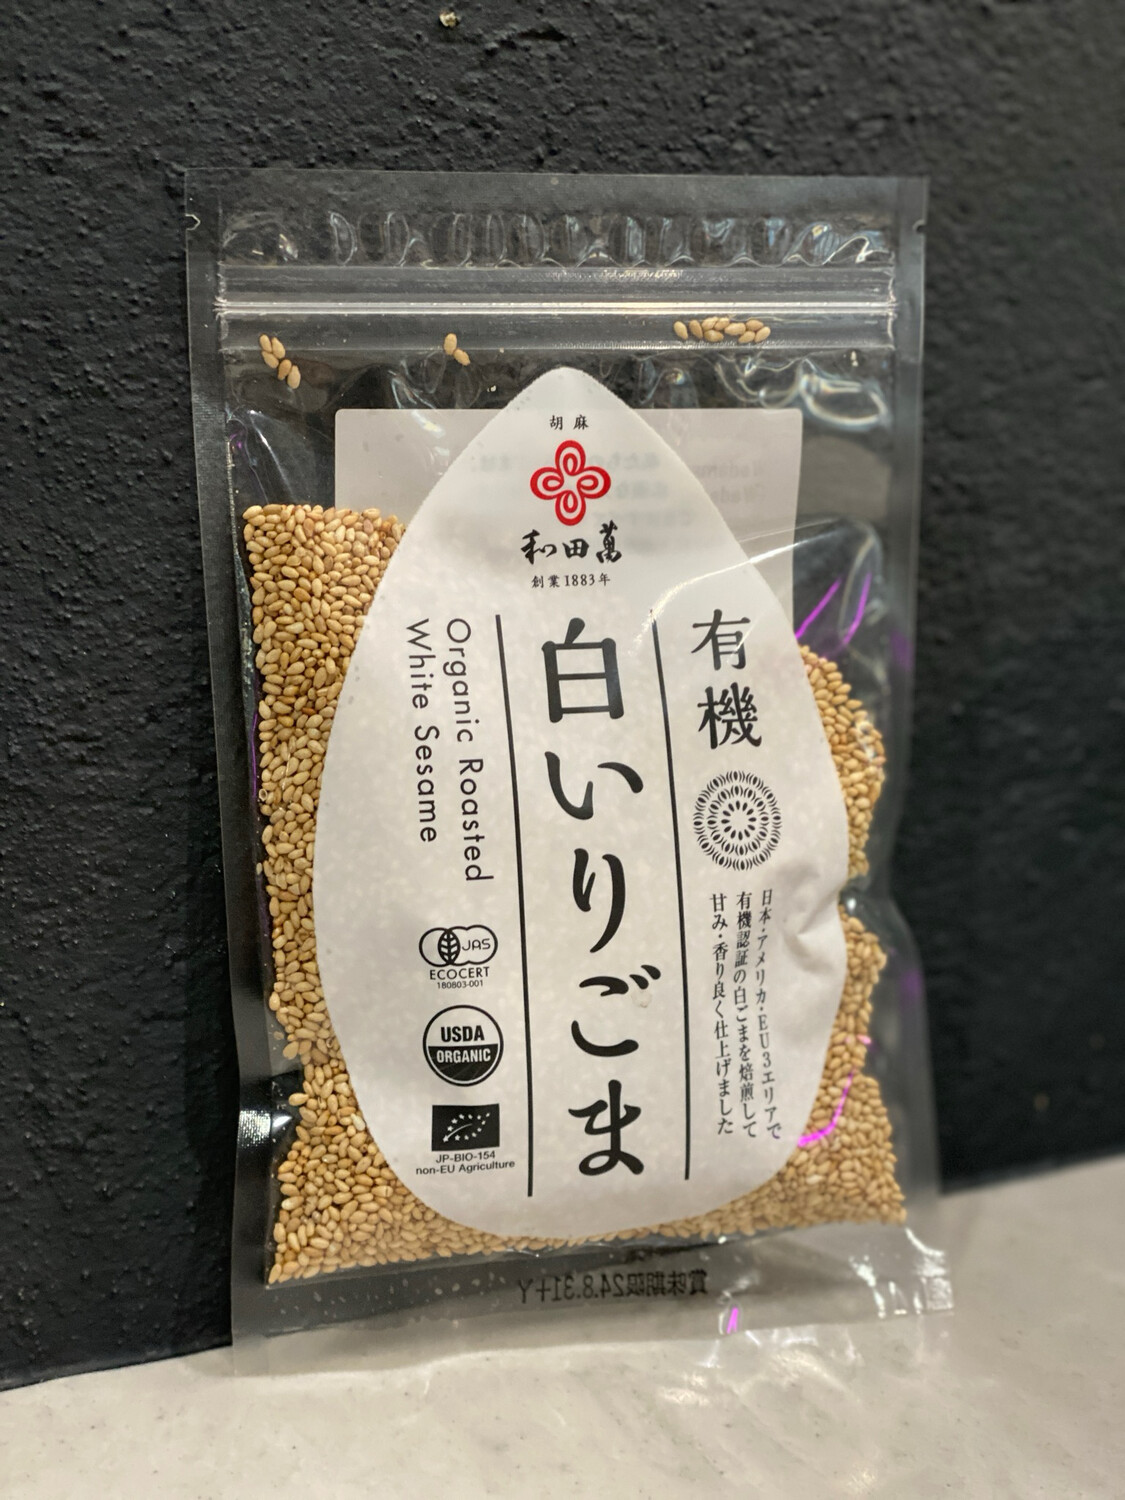 胡麻
和田萬
創業1883年
有機
日本・アメリカ・EU3エリアで
有機認証の白ごまを焙煎して
甘み・香り良く仕上げました
白いりごま
Organic Roasted
White Sesame
JAS
ECOCERT
180803-001
USDA
ORGANIC
JP-BIO-154
non-EU Agriculture
賞味期限24.8.31+Y